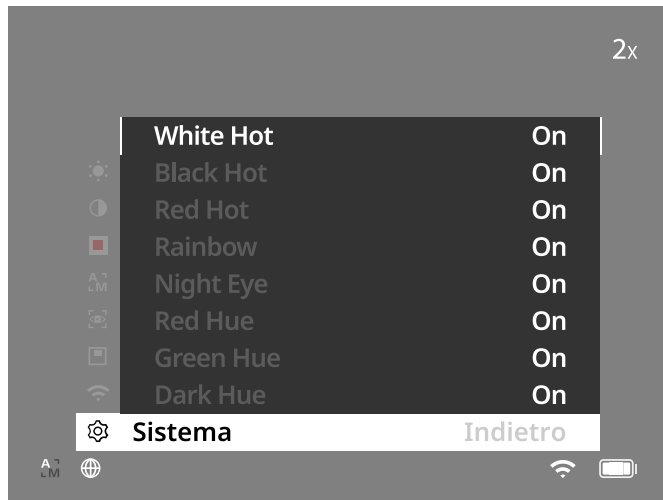 2x
White Hot On
Black Hot On
Red Hot On
Rainbow On
A M
Night Eye On
Red Hue On
Green Hue On
Dark Hue On
Sistema Indietro
A M